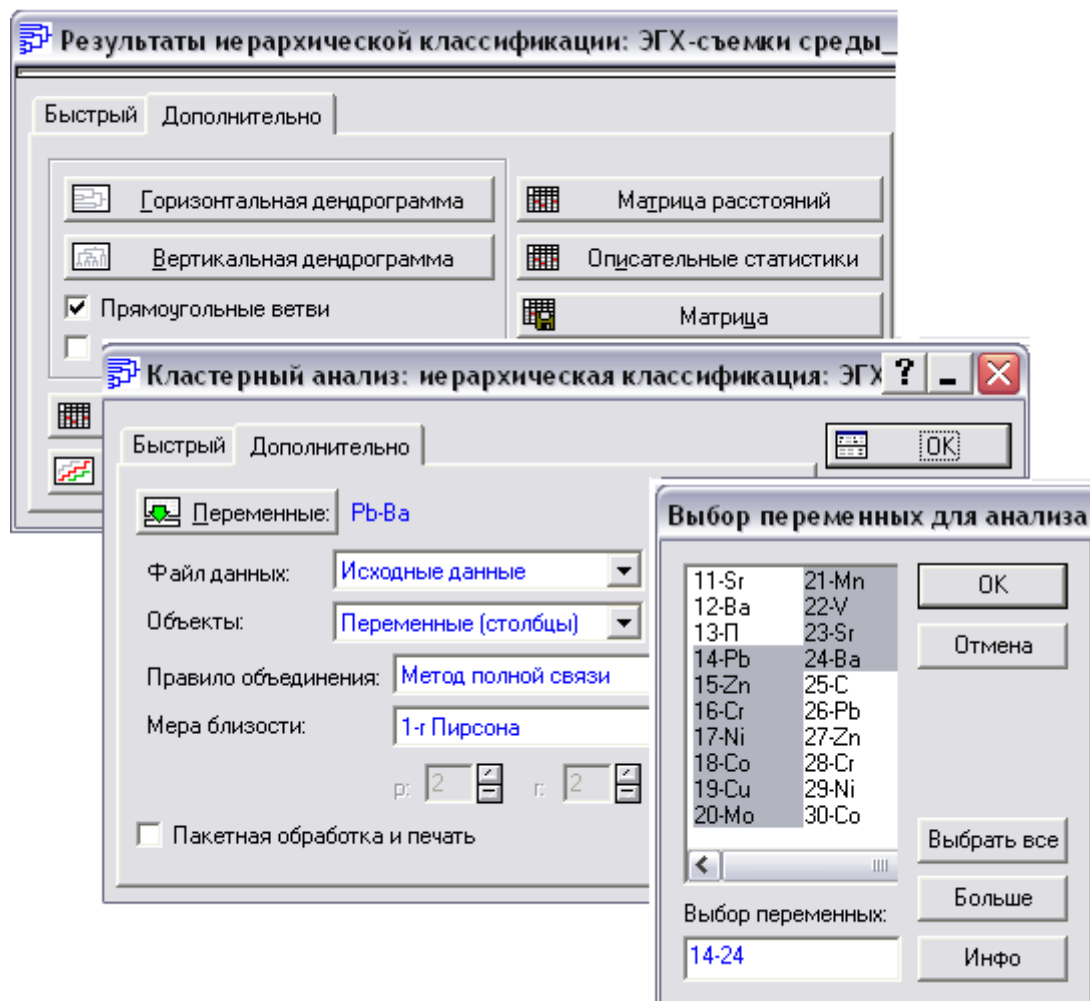 Результаты иерархической классификации: ЭГХ-съемки среды_
Быстрый Дополнительно
Горизонтальная дендрограмма
Матрица расстояний
Вертикальная дендрограмма
Описательные статистики
Прямоугольные ветви
Матрица
Кластерный анализ: иерархическая классификация: ЭГХ
Быстрый Дополнительно
OK
Переменные: Pb-Ba
Файл данных: Исходные данные
Объекты: Переменные (столбцы)
Правило объединения: Метод полной связи
Мера близости: 1-r Пирсона
p: 2 r: 2
Пакетная обработка и печать
Выбор переменных для анализа
11-Sr 21-Mn
12-Ba 22-V
13-П 23-Sr
14-Pb 24-Ba
15-Zn 25-C
16-Cr 26-Pb
17-Ni 27-Zn
18-Co 28-Cr
19-Cu 29-Ni
20-Mo 30-Co
OK
Отмена
Выбрать все
Больше
Инфо
Выбор переменных:
14-24